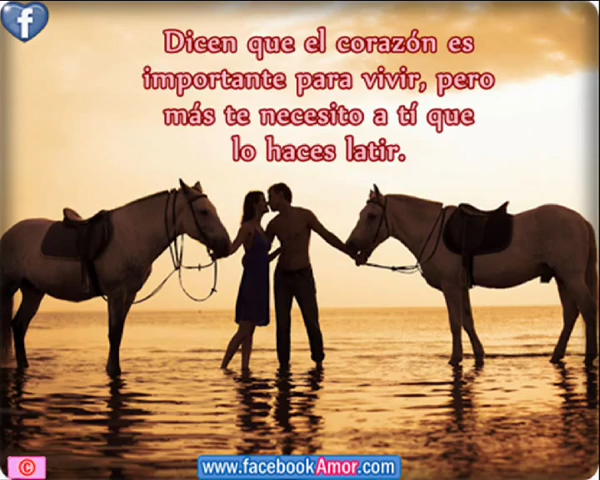 f
Dicen que el corazón es
importante para vivir, pero
más te necesito a tí que
lo haces latir.
©
www.facebookAmor.com